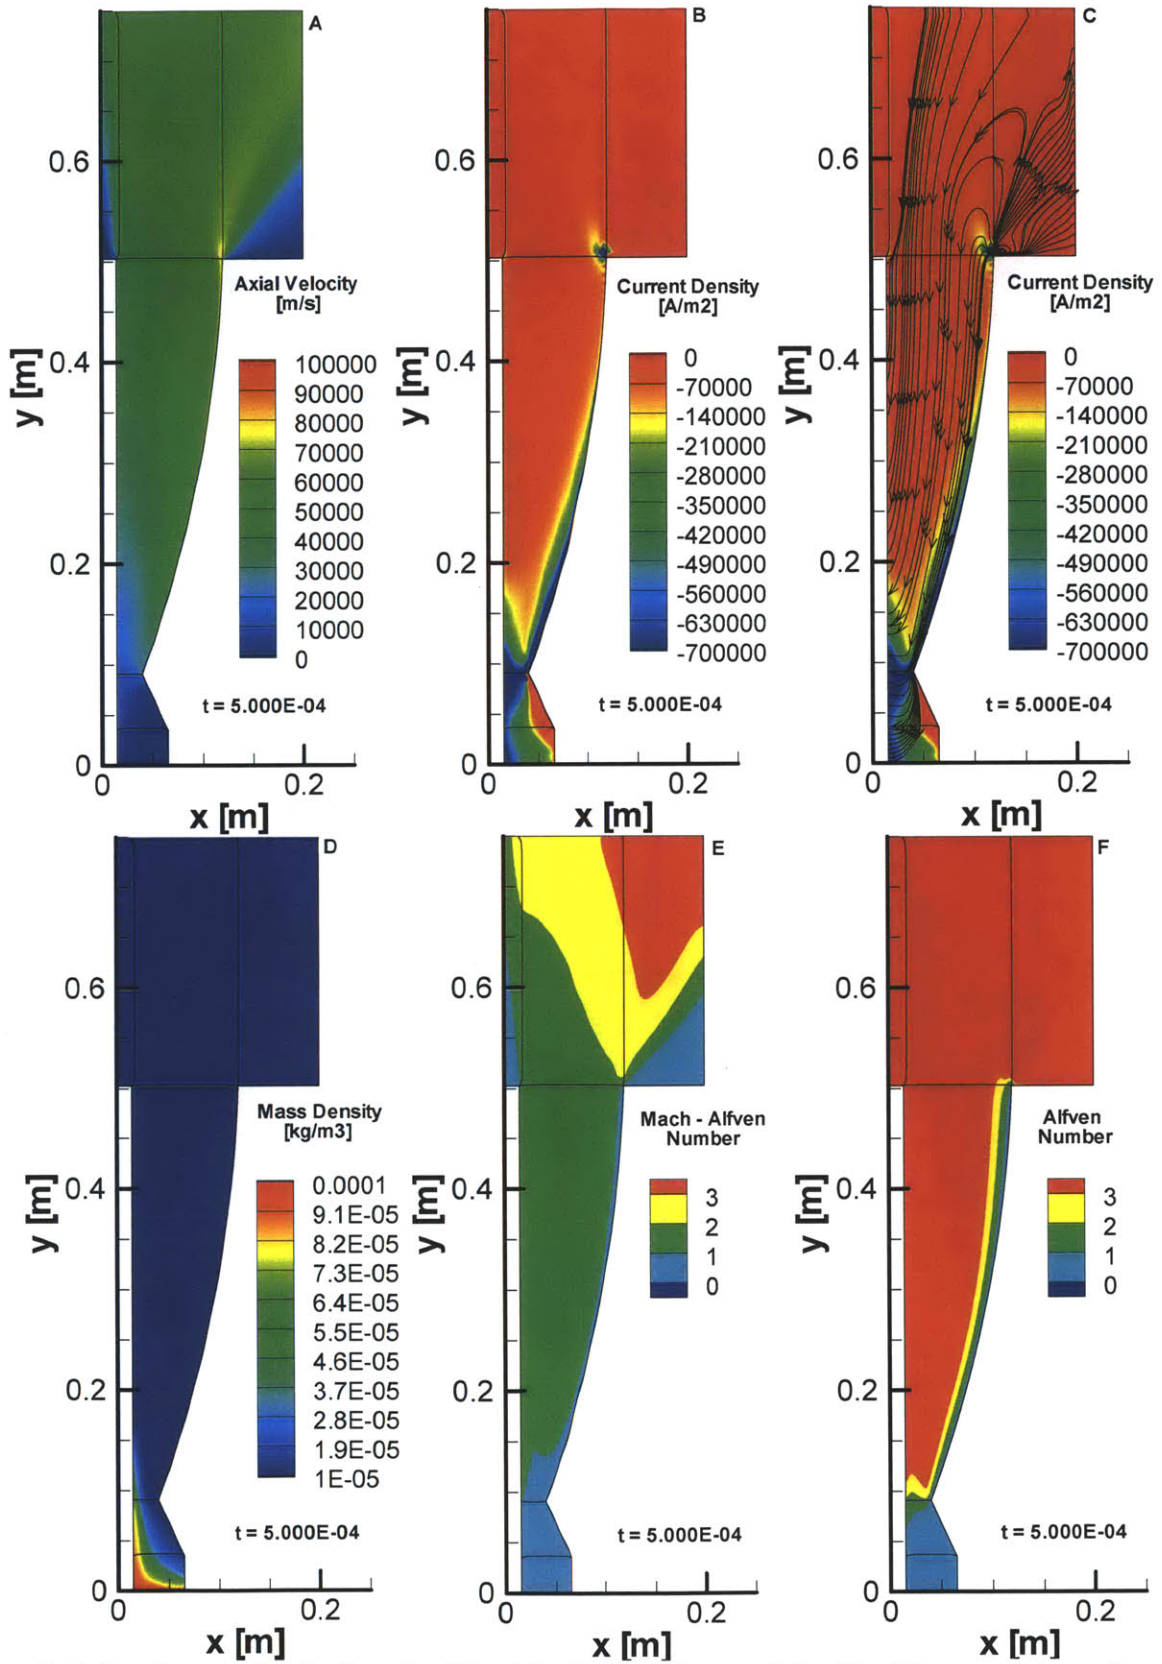 A
0.6
0.4
0.2
0
y [m]
Axial Velocity
[m/s]
100000
90000
80000
70000
60000
50000
40000
30000
20000
10000
0
t = 5.000E-04
0
0.2
x [m]
B
0.6
0.4
0.2
0
y [m]
Current Density
[A/m2]
0
-70000
-140000
-210000
-280000
-350000
-420000
-490000
-560000
-630000
-700000
t = 5.000E-04
0
0.2
x [m]
C
0.6
0.4
0.2
0
y [m]
Current Density
[A/m2]
0
-70000
-140000
-210000
-280000
-350000
-420000
-490000
-560000
-630000
-700000
t = 5.000E-04
0
0.2
x [m]
D
0.6
0.4
0.2
0
y [m]
Mass Density
[kg/m3]
0.0001
9.1E-05
8.2E-05
7.3E-05
6.4E-05
5.5E-05
4.6E-05
3.7E-05
2.8E-05
1.9E-05
1E-05
t = 5.000E-04
0
0.2
x [m]
E
0.6
0.4
0.2
0
y [m]
Mach - Alfven
Number
3
2
1
0
t = 5.000E-04
0
0.2
x [m]
F
0.6
0.4
0.2
0
y [m]
Alfven
Number
3
2
1
0
t = 5.000E-04
0
0.2
x [m]